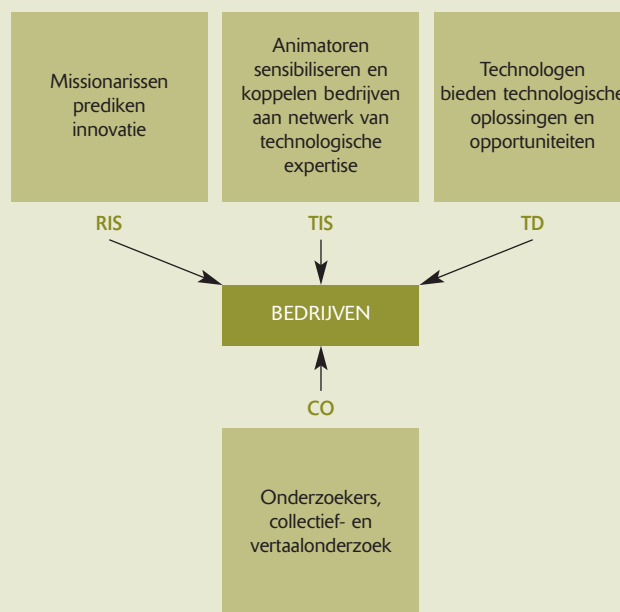 Missionarissen
prediken
innovatie
Animatoren
sensibiliseren en
koppelen bedrijven
aan netwerk van
technologische
expertise
Technologen
bieden technologische
oplossingen en
opportuniteiten
RIS
TIS
TD
BEDRIJVEN
CO
Onderzoekers,
collectief- en
vertaalonderzoek